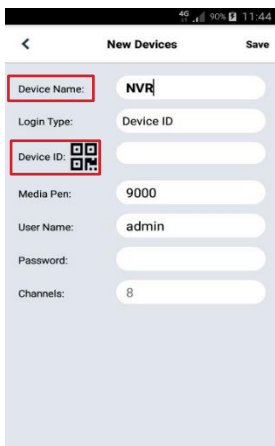 4G 90% 11:44
New Devices Save
Device Name: NVR
Login Type: Device ID
Device ID:
Media Pen: 9000
User Name: admin
Password:
Channels: 8